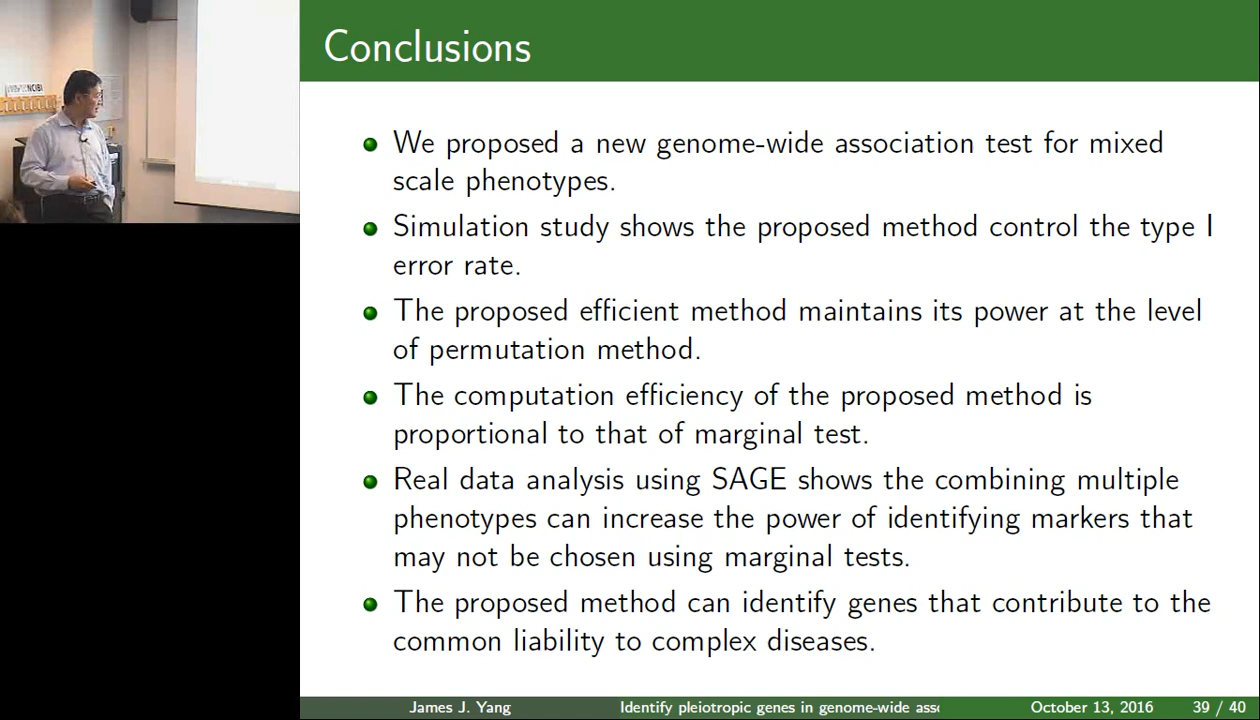 Conclusions
We proposed a new genome-wide association test for mixed
scale phenotypes.
Simulation study shows the proposed method control the type I
error rate.
The proposed efficient method maintains its power at the level
of permutation method.
The computation efficiency of the proposed method is
proportional to that of marginal test.
Real data analysis using SAGE shows the combining multiple
phenotypes can increase the power of identifying markers that
may not be chosen using marginal tests.
The proposed method can identify genes that contribute to the
common liability to complex diseases.
James J. Yang
Identify pleiotropic genes in genome-wide asso
October 13, 2016
39 / 40
NCIBI